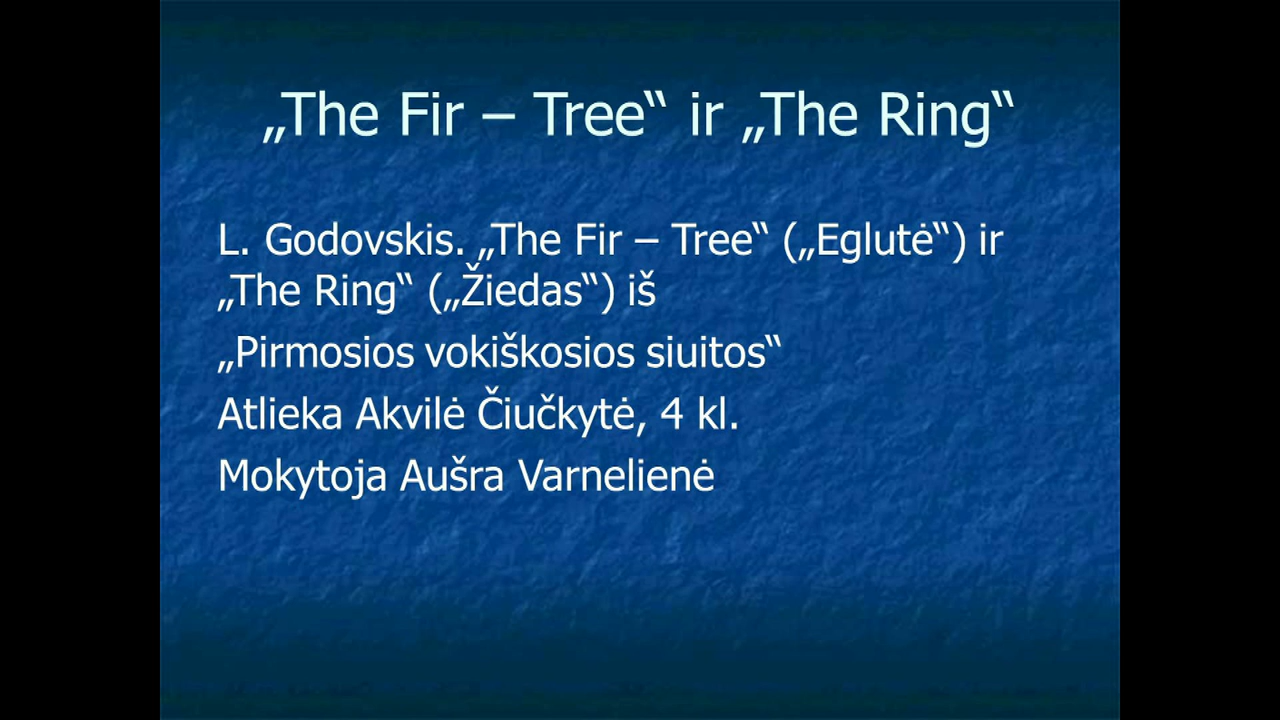 „The Fir – Tree“ ir „The Ring“
L. Godovskis. „The Fir – Tree“ („Eglutė“) ir
„The Ring“ („Žiedas“) iš
„Pirmosios vokiškosios siuitos“
Atlieka Akvilė Čiučkytė, 4 kl.
Mokytoja Aušra Varnelienė